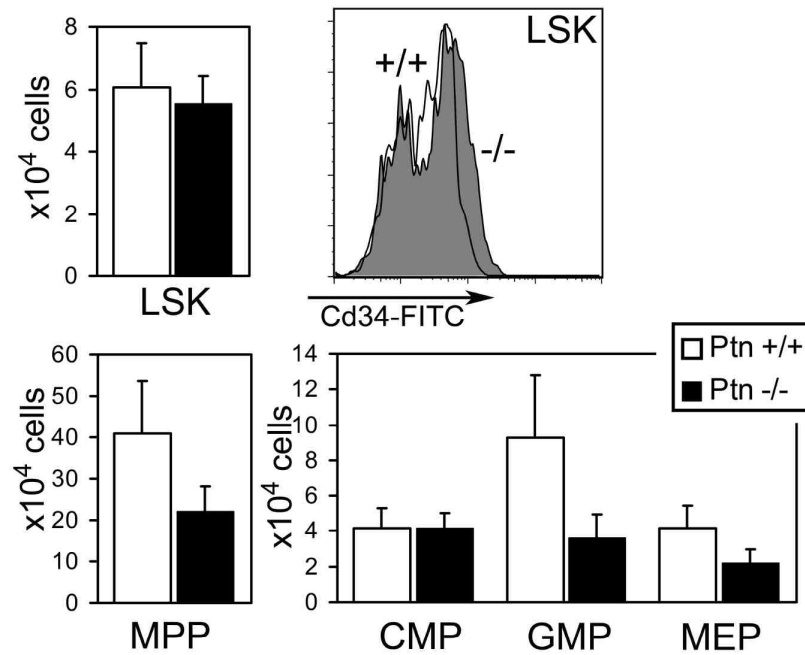 8
6
4
2
0
x10⁴ cells
LSK
LSK
+/+
-/-
Cd34-FITC
60
50
40
30
20
10
0
x10⁴ cells
MPP
14
12
10
8
6
4
2
0
x10⁴ cells
CMP GMP MEP
Ptn +/+
Ptn -/-